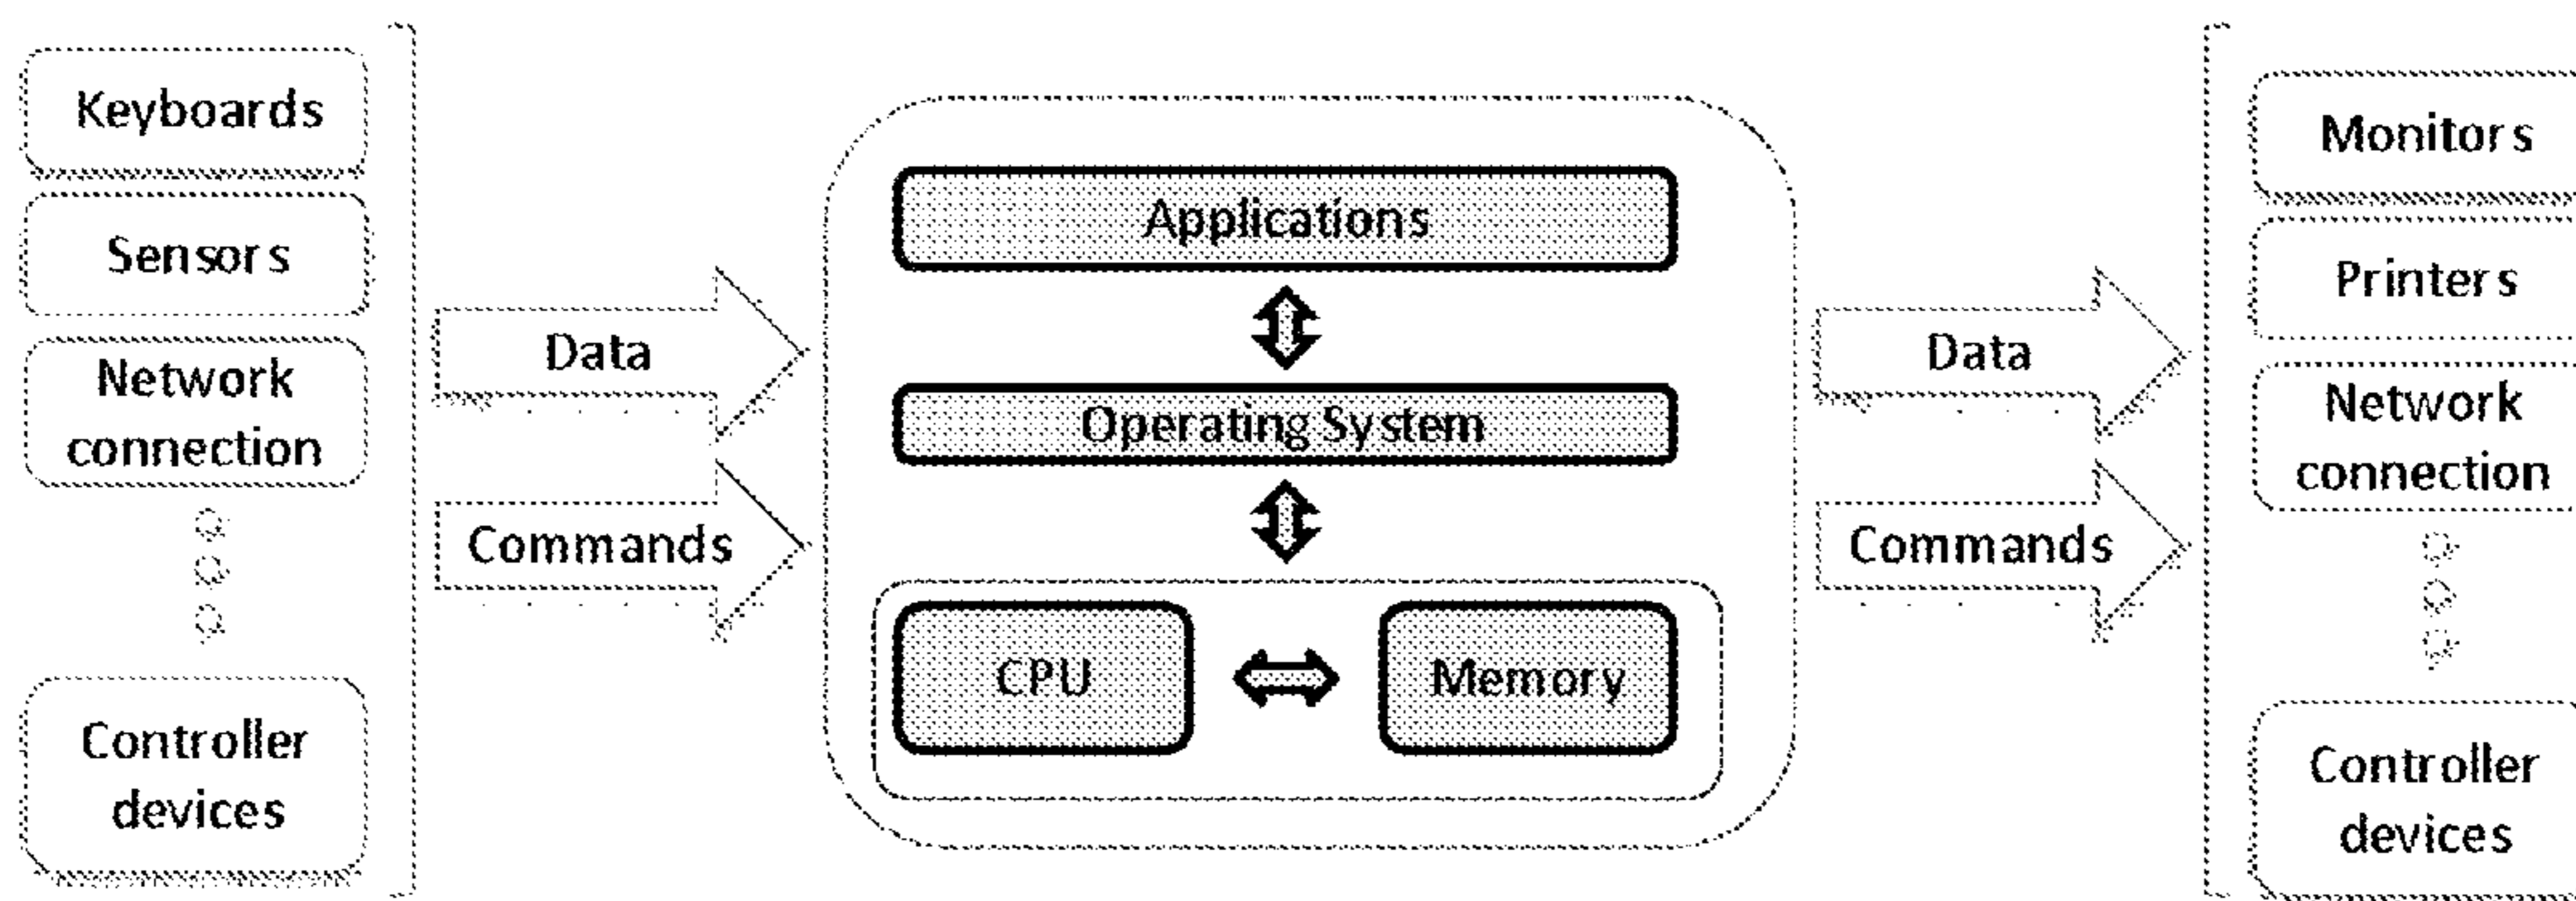 Keyboards
Sensors
Network
connection
Controller
devices
Data
Commands
Applications
Operating System
CPU
Memory
Data
Commands
Monitors
Printers
Network
connection
Controller
devices